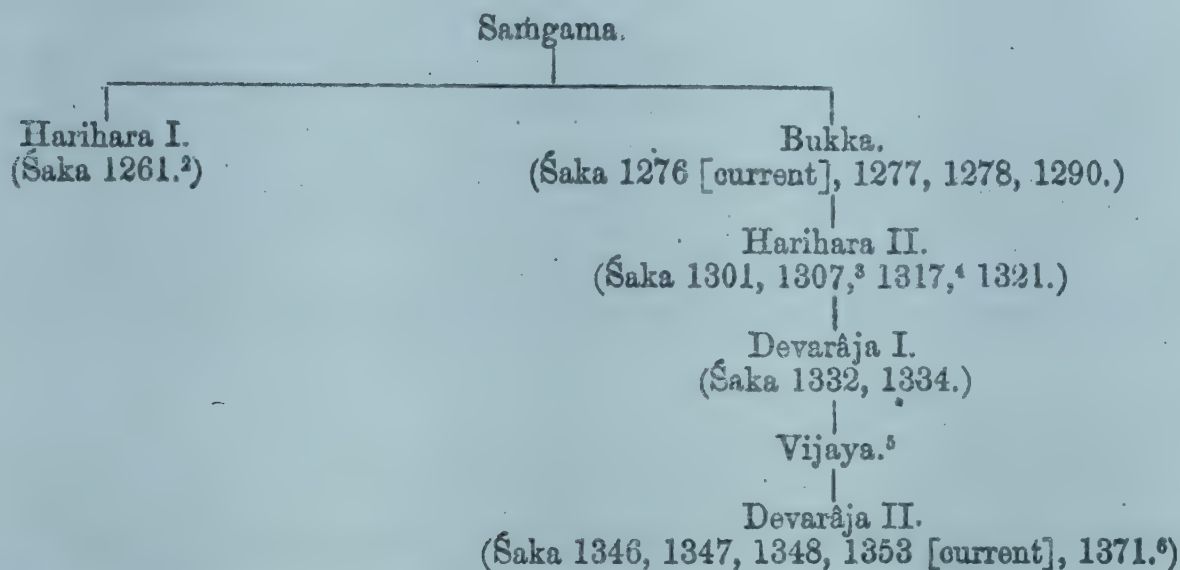 Saṁgama.
Harihara I.
(Śaka 1261.²)
Bukka.
(Śaka 1276 [current], 1277, 1278, 1290.)
Harihara II.
(Śaka 1301, 1307,³ 1317,⁴ 1321.)
Devarâja I.
(Śaka 1332, 1334.)
Vijaya.⁵
Devarâja II.
(Śaka 1346, 1347, 1348, 1353 [current], 1371.⁶)